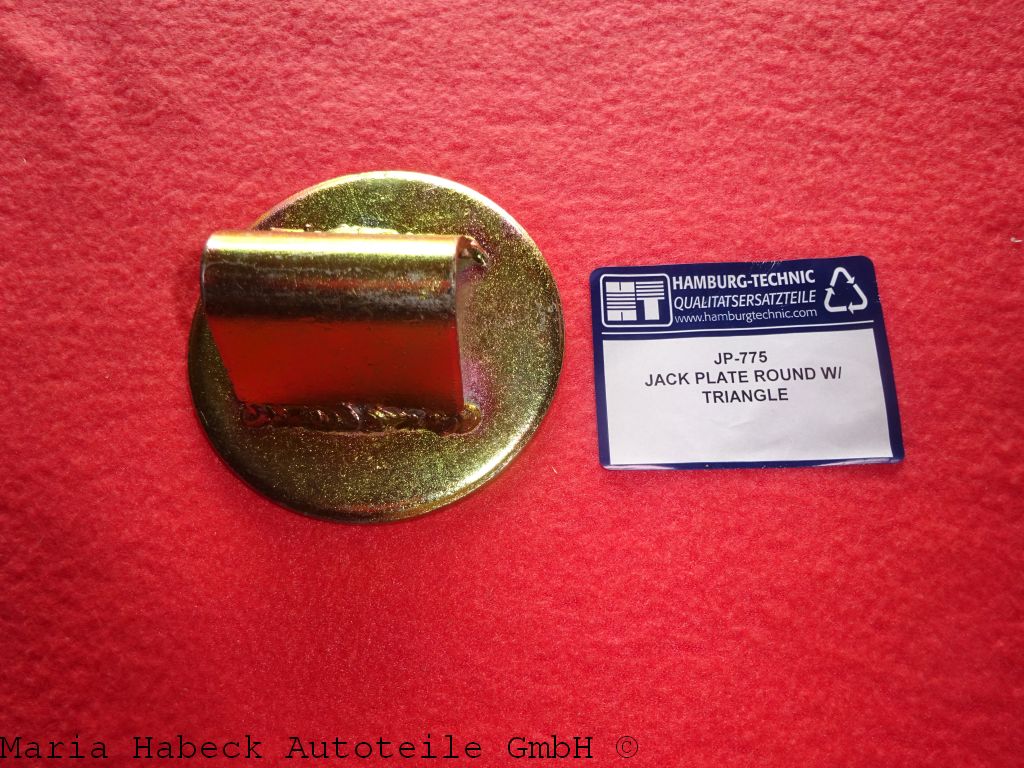 HT
HAMBURG-TECHNIC
QUALITATSERSATZTEILE
www.hamburgtechnic.com
JP-775
JACK PLATE ROUND W/
TRIANGLE
Maria Habeck Autoteile GmbH ©